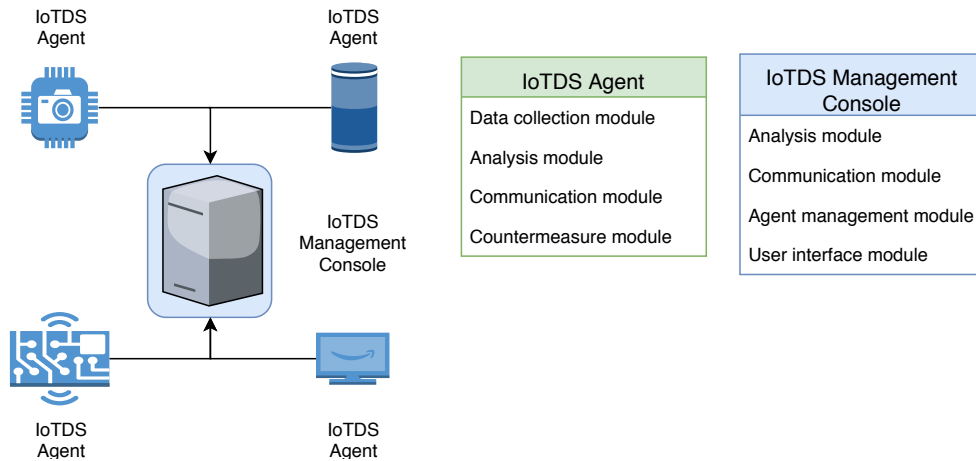 IoTDS
Agent
IoTDS
Agent
IoTDS
Management
Console
IoTDS
Agent
IoTDS
Agent
IoTDS Agent
Data collection module
Analysis module
Communication module
Countermeasure module
IoTDS Management
Console
Analysis module
Communication module
Agent management module
User interface module